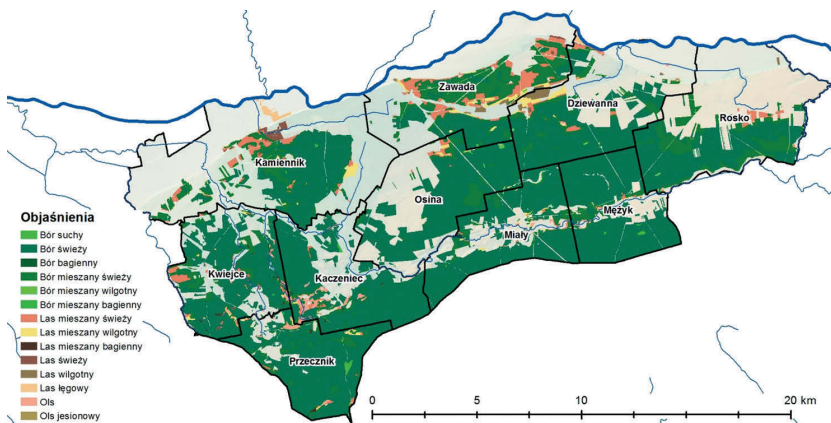 Zawada
Dziewanna
Rosko
Kamiennik
Osina
Mężyk
Miały
Kwiejce
Kaczeniec
Przecznik
Objaśnienia
Bór suchy
Bór świeży
Bór bagienny
Bór mieszany świeży
Bór mieszany wilgotny
Bór mieszany bagienny
Las mieszany świeży
Las mieszany wilgotny
Las mieszany bagienny
Las świeży
Las wilgotny
Las łęgowy
Ols
Ols jesionowy
0 5 10 20 km